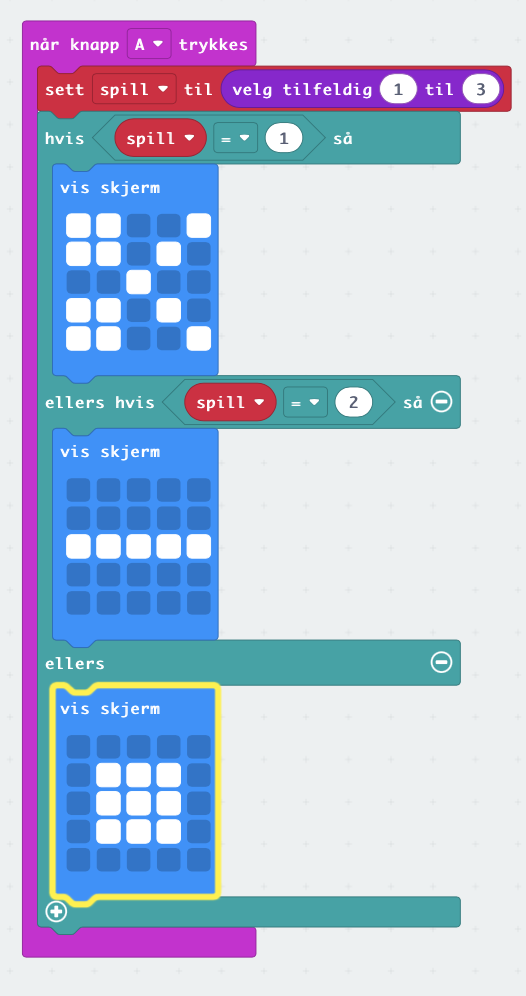 når knapp A trykkes
sett spill til velg tilfeldig 1 til 3
hvis spill = 1 så
vis skjerm
ellers hvis spill = 2 så
vis skjerm
ellers
vis skjerm